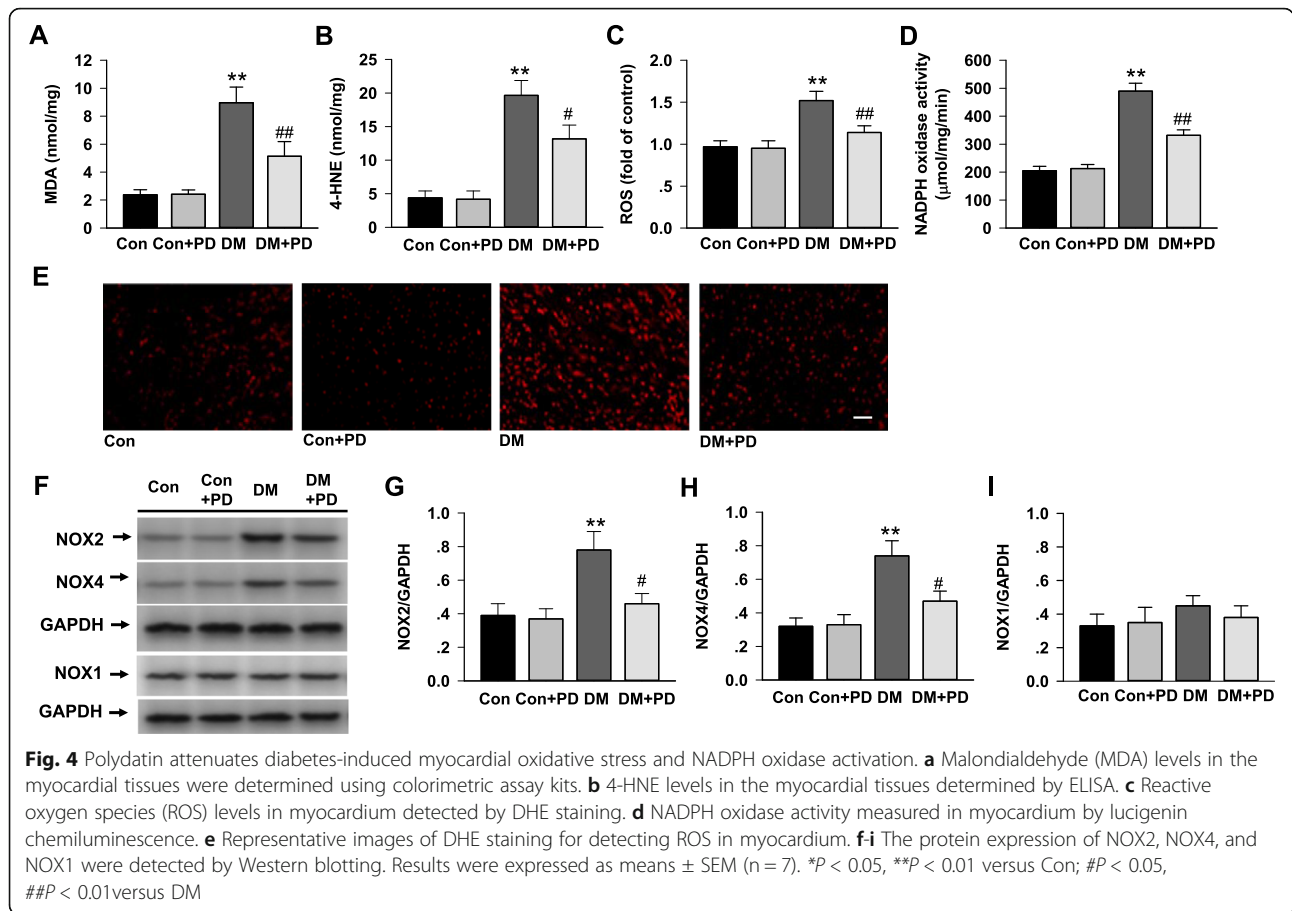 A
MDA (nmol/mg)
12
10
8
6
4
2
0
**
##
Con Con+PD DM DM+PD
B
4-HNE (nmol/mg)
25
20
15
10
5
0
**
#
Con Con+PD DM DM+PD
C
ROS (fold of control)
2.0
1.5
1.0
0.5
0.0
**
##
Con Con+PD DM DM+PD
D
NADPH oxidase activity
(μmol/mg/min)
600
500
400
300
200
100
0
**
##
Con Con+PD DM DM+PD
E
Con
Con+PD
DM
DM+PD
F
Con Con +PD DM DM +PD
NOX2
NOX4
GAPDH
NOX1
GAPDH
G
NOX2/GAPDH
1.0
.8
.6
.4
.2
0.0
**
#
Con Con+PD DM DM+PD
H
NOX4/GAPDH
1.0
.8
.6
.4
.2
0.0
**
#
Con Con+PD DM DM+PD
I
NOX1/GAPDH
1.0
.8
.6
.4
.2
0.0
Con Con+PD DM DM+PD
Fig. 4 Polydatin attenuates diabetes-induced myocardial oxidative stress and NADPH oxidase activation. a Malondialdehyde (MDA) levels in the
myocardial tissues were determined using colorimetric assay kits. b 4-HNE levels in the myocardial tissues determined by ELISA. c Reactive
oxygen species (ROS) levels in myocardium detected by DHE staining. d NADPH oxidase activity measured in myocardium by lucigenin
chemiluminescence. e Representative images of DHE staining for detecting ROS in myocardium. f-i The protein expression of NOX2, NOX4, and
NOX1 were detected by Western blotting. Results were expressed as means ± SEM (n = 7). *P < 0.05, **P < 0.01 versus Con; #P < 0.05,
##P < 0.01versus DM